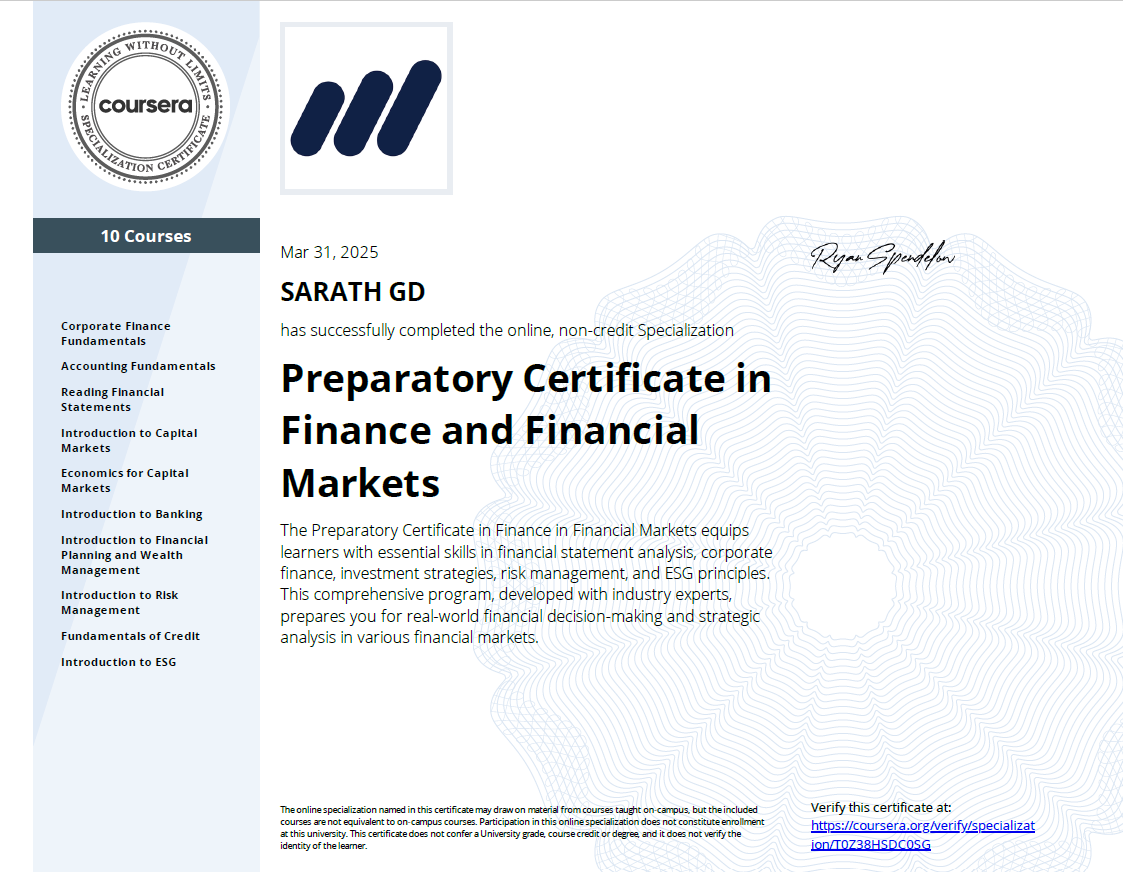 LEARNING WITHOUT LIMITS
coursera
SPECIALIZATION CERTIFICATE
10 Courses
Corporate Finance
Fundamentals
Accounting Fundamentals
Reading Financial
Statements
Introduction to Capital
Markets
Economics for Capital
Markets
Introduction to Banking
Introduction to Financial
Planning and Wealth
Management
Introduction to Risk
Management
Fundamentals of Credit
Introduction to ESG
Mar 31, 2025
SARATH GD
has successfully completed the online, non-credit Specialization
Preparatory Certificate in
Finance and Financial
Markets
The Preparatory Certificate in Finance in Financial Markets equips
learners with essential skills in financial statement analysis, corporate
finance, investment strategies, risk management, and ESG principles.
This comprehensive program, developed with industry experts,
prepares you for real-world financial decision-making and strategic
analysis in various financial markets.
Ryan Spendelow
The online specialization named in this certificate may draw on material from courses taught on-campus, but the included
courses are not equivalent to on-campus courses. Participation in this online specialization does not constitute enrollment
at this university. This certificate does not confer a University grade, course credit or degree, and it does not verify the
identity of the learner.
Verify this certificate at:
https://coursera.org/verify/specializat
ion/T0Z38HSDC0SG